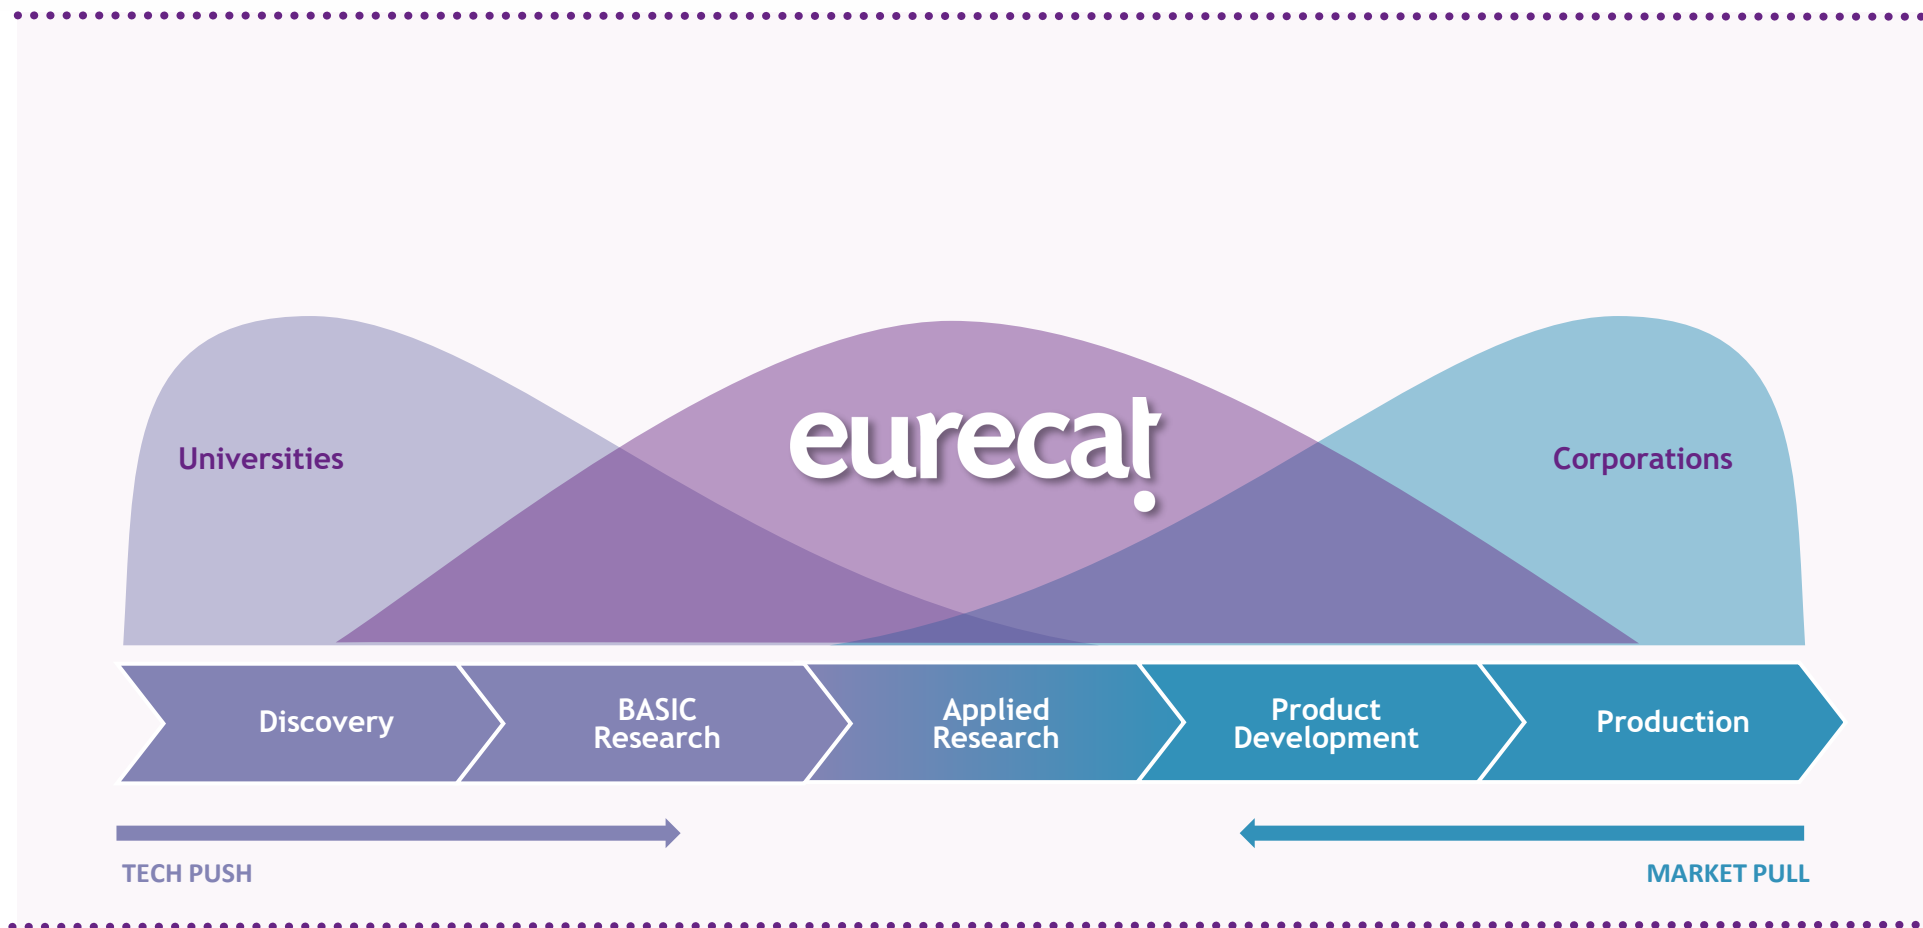 eurecat
Universities
Corporations
Discovery
BASIC
Research
Applied
Research
Product
Development
Production
TECH PUSH
MARKET PULL